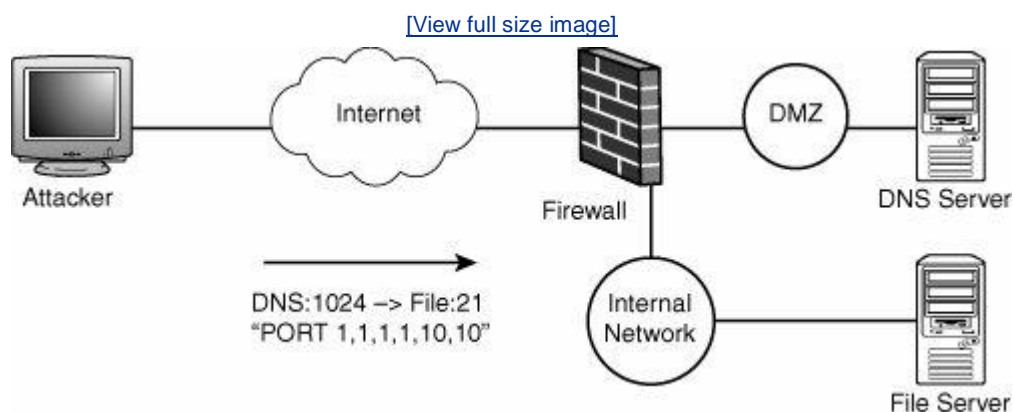 [View full size image]
Internet
DMZ
Attacker
Firewall
DNS Server
DNS:1024 –> File:21
“PORT 1,1,1,1,10,10”
Internal
Network
File Server